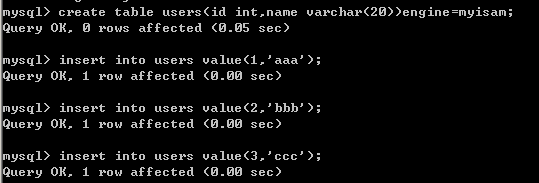 mysql> create table users(id int,name varchar(20))engine=myisam;
Query OK, 0 rows affected (0.05 sec)
mysql> insert into users value(1,'aaa');
Query OK, 1 row affected (0.00 sec)
mysql> insert into users value(2,'bbb');
Query OK, 1 row affected (0.00 sec)
mysql> insert into users value(3,'ccc');
Query OK, 1 row affected (0.00 sec)